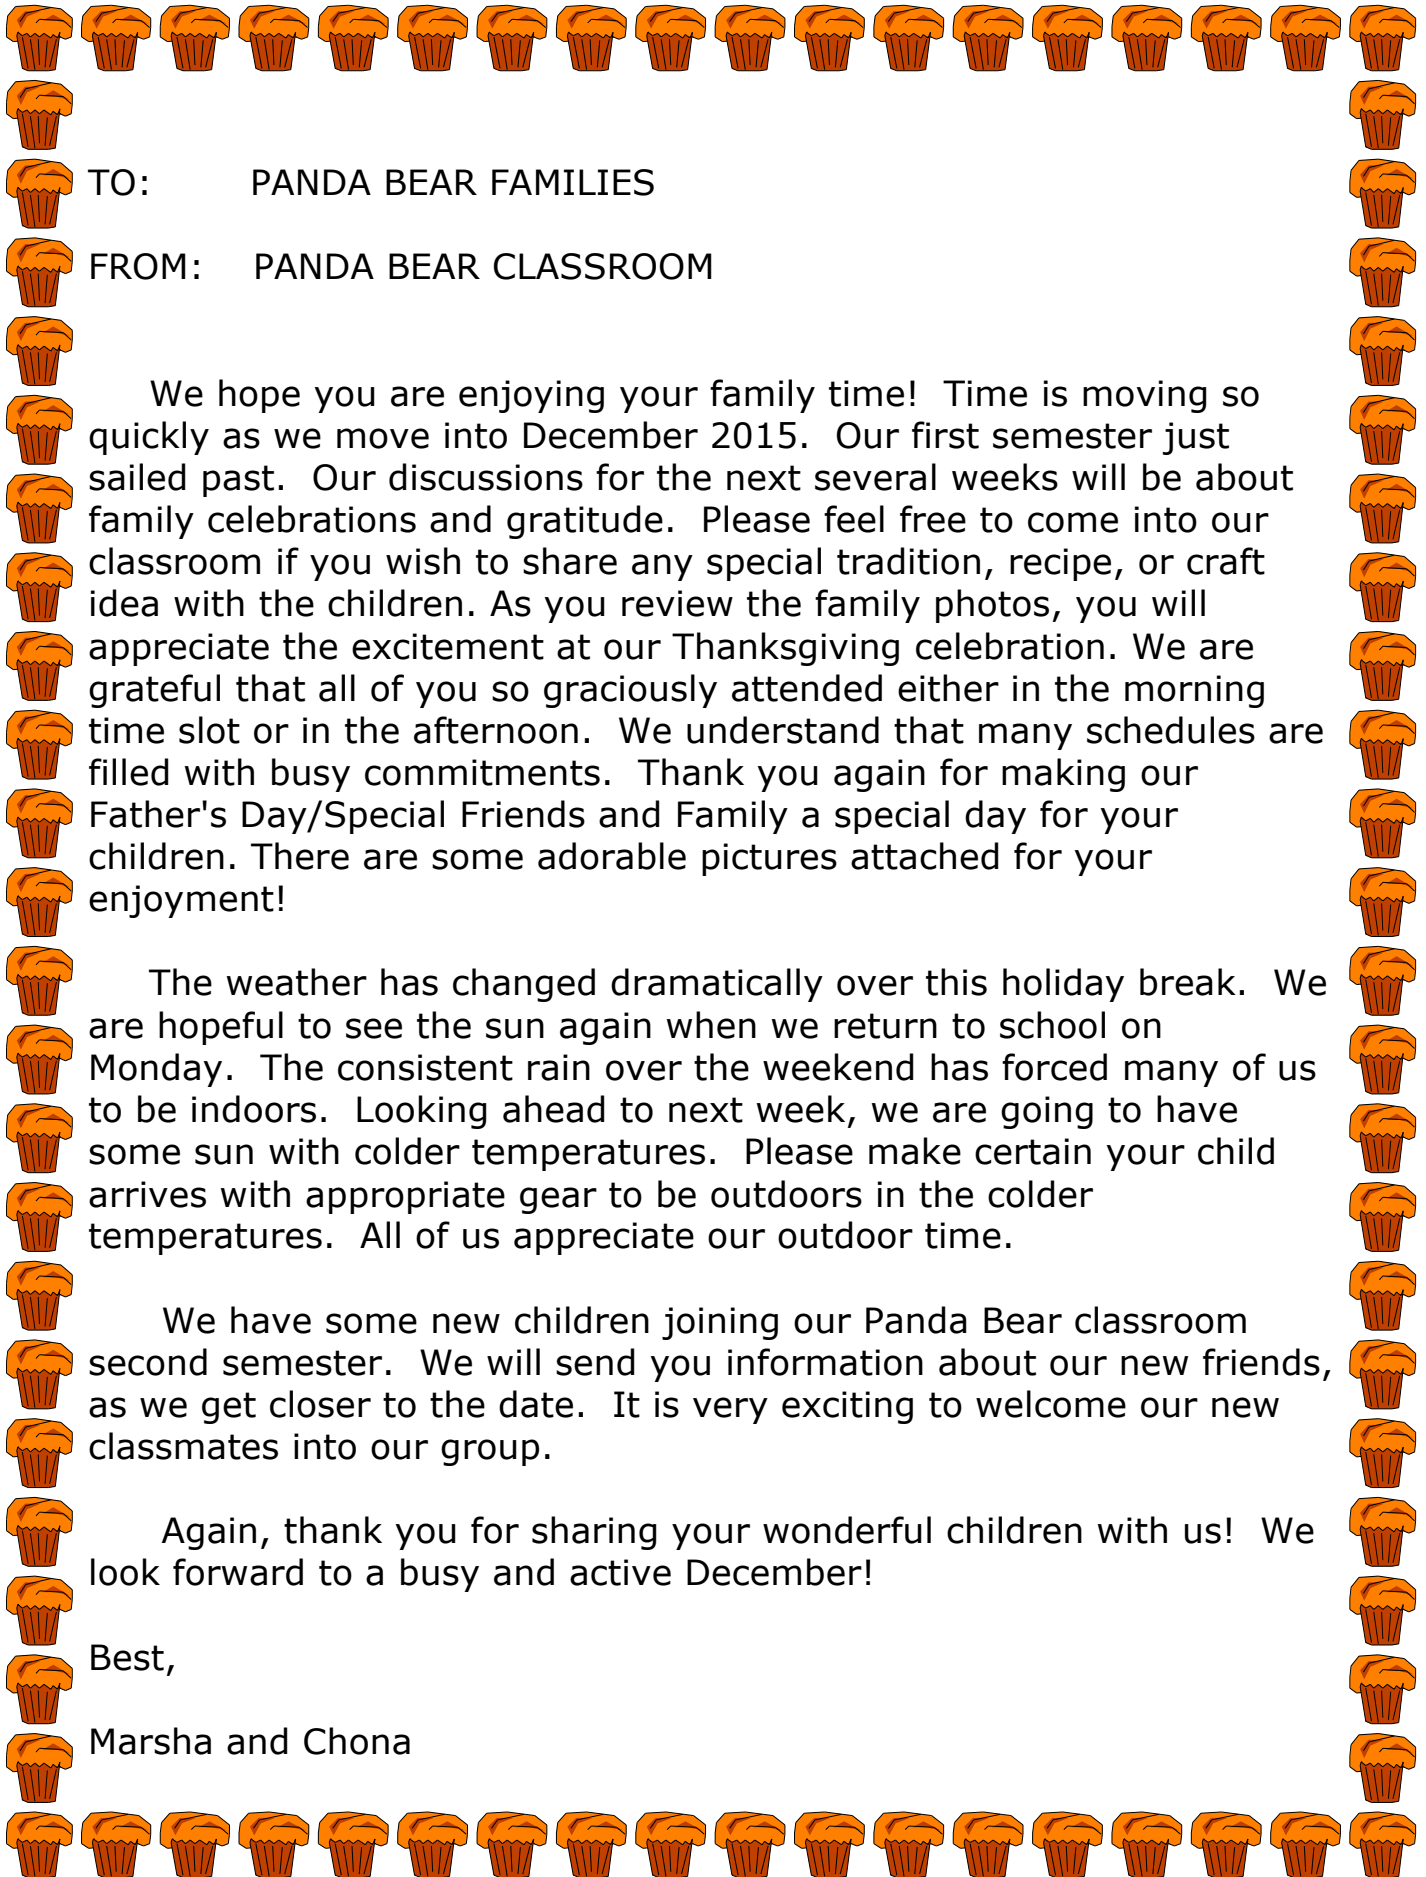 TO: PANDA BEAR FAMILIES
FROM: PANDA BEAR CLASSROOM
We hope you are enjoying your family time! Time is moving so
quickly as we move into December 2015. Our first semester just
sailed past. Our discussions for the next several weeks will be about
family celebrations and gratitude. Please feel free to come into our
classroom if you wish to share any special tradition, recipe, or craft
idea with the children. As you review the family photos, you will
appreciate the excitement at our Thanksgiving celebration. We are
grateful that all of you so graciously attended either in the morning
time slot or in the afternoon. We understand that many schedules are
filled with busy commitments. Thank you again for making our
Father's Day/Special Friends and Family a special day for your
children. There are some adorable pictures attached for your
enjoyment!
The weather has changed dramatically over this holiday break. We
are hopeful to see the sun again when we return to school on
Monday. The consistent rain over the weekend has forced many of us
to be indoors. Looking ahead to next week, we are going to have
some sun with colder temperatures. Please make certain your child
arrives with appropriate gear to be outdoors in the colder
temperatures. All of us appreciate our outdoor time.
We have some new children joining our Panda Bear classroom
second semester. We will send you information about our new friends,
as we get closer to the date. It is very exciting to welcome our new
classmates into our group.
Again, thank you for sharing your wonderful children with us! We
look forward to a busy and active December!
Best,
Marsha and Chona